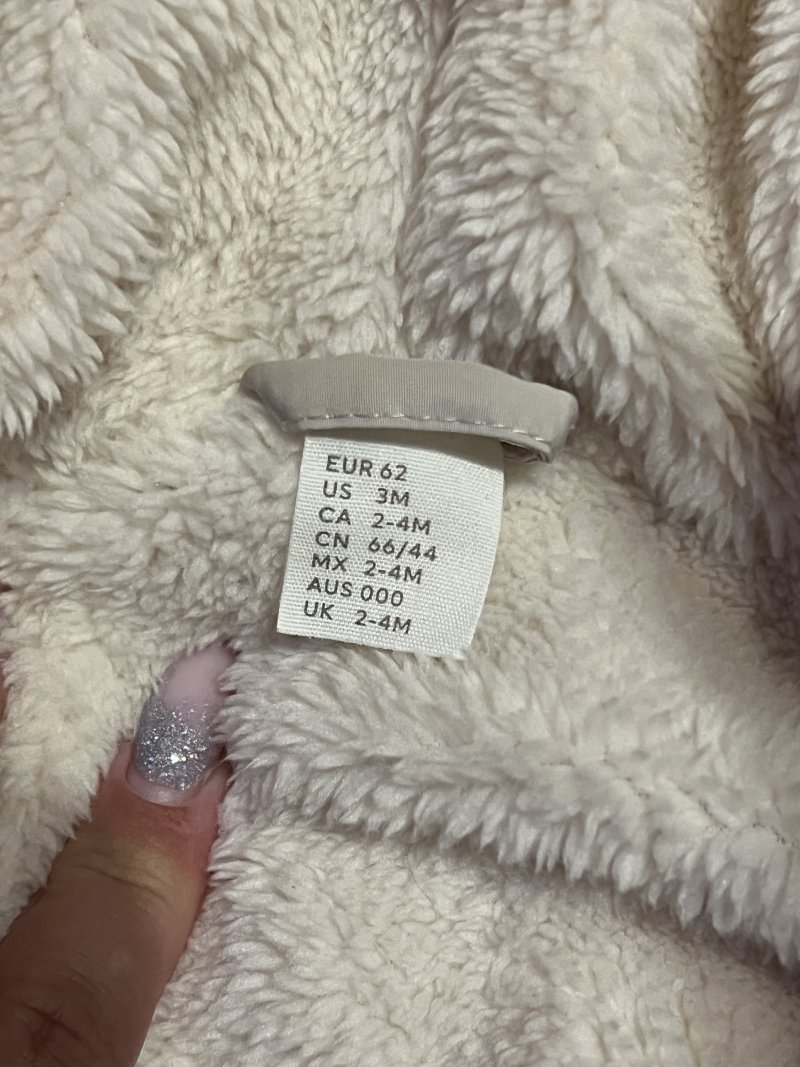 EUR 62
US 3M
CA 2-4M
CN 66/44
MX 2-4M
AUS 000
UK 2-4M